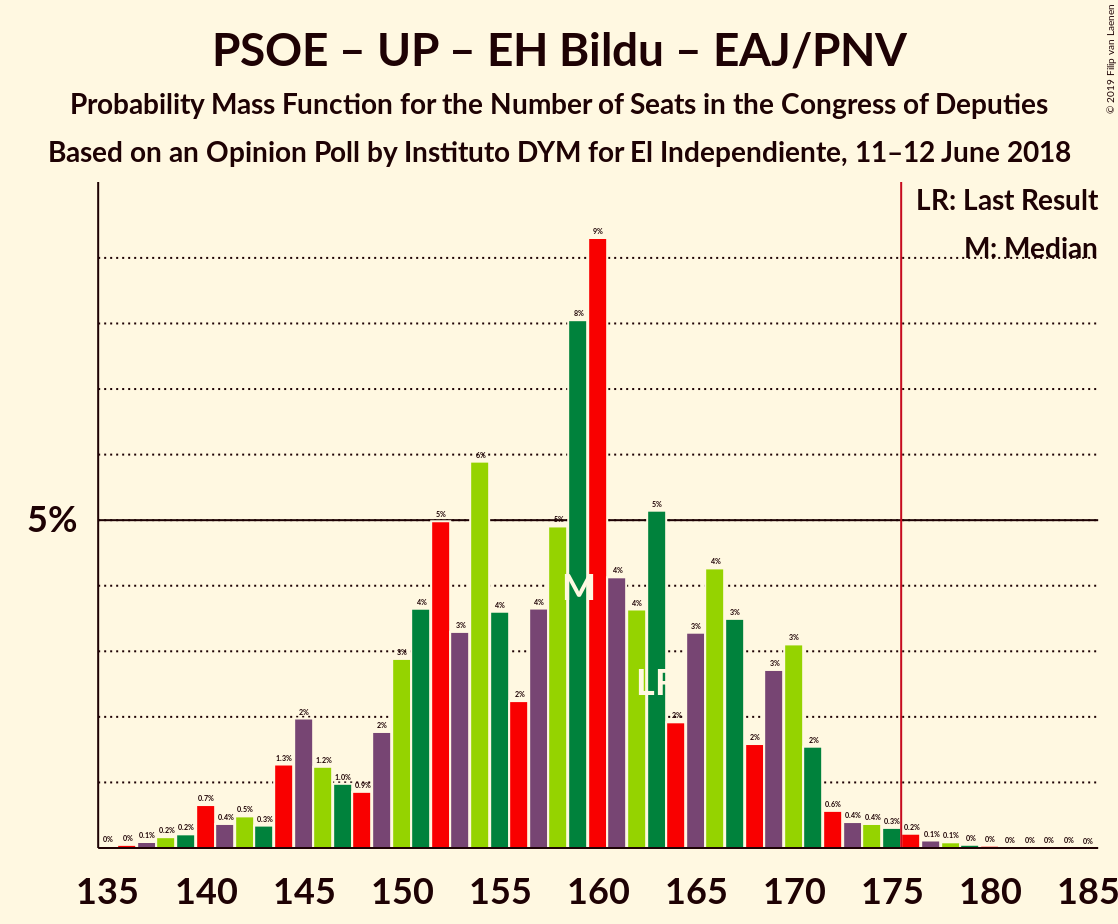 PSOE – UP – EH Bildu – EAJ/PNV
Probability Mass Function for the Number of Seats in the Congress of Deputies
Based on an Opinion Poll by Instituto DYM for El Independiente, 11–12 June 2018
© 2019 Filip van Laenen
LR: Last Result
M: Median
5%
0% 0% 0.1% 0.2% 0.2% 0.7% 0.4% 0.5% 0.3% 1.3% 2% 1.2% 1.0% 0.9% 2% 3% 4% 5% 3% 6% 4% 2% 4% 5% 8% 9% 4% 4% 5% 2% 3% 4% 3% 2% 3% 3% 2% 0.6% 0.4% 0.4% 0.3% 0.2% 0.1% 0.1% 0% 0% 0% 0% 0% 0% 0%
M
LR
135 140 145 150 155 160 165 170 175 180 185